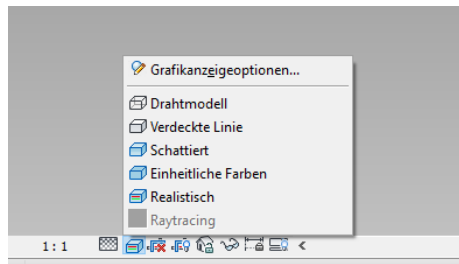 Grafikanzeigeoptionen...
Drahtmodell
Verdeckte Linie
Schattiert
Einheitliche Farben
Realistisch
Raytracing
1 : 1